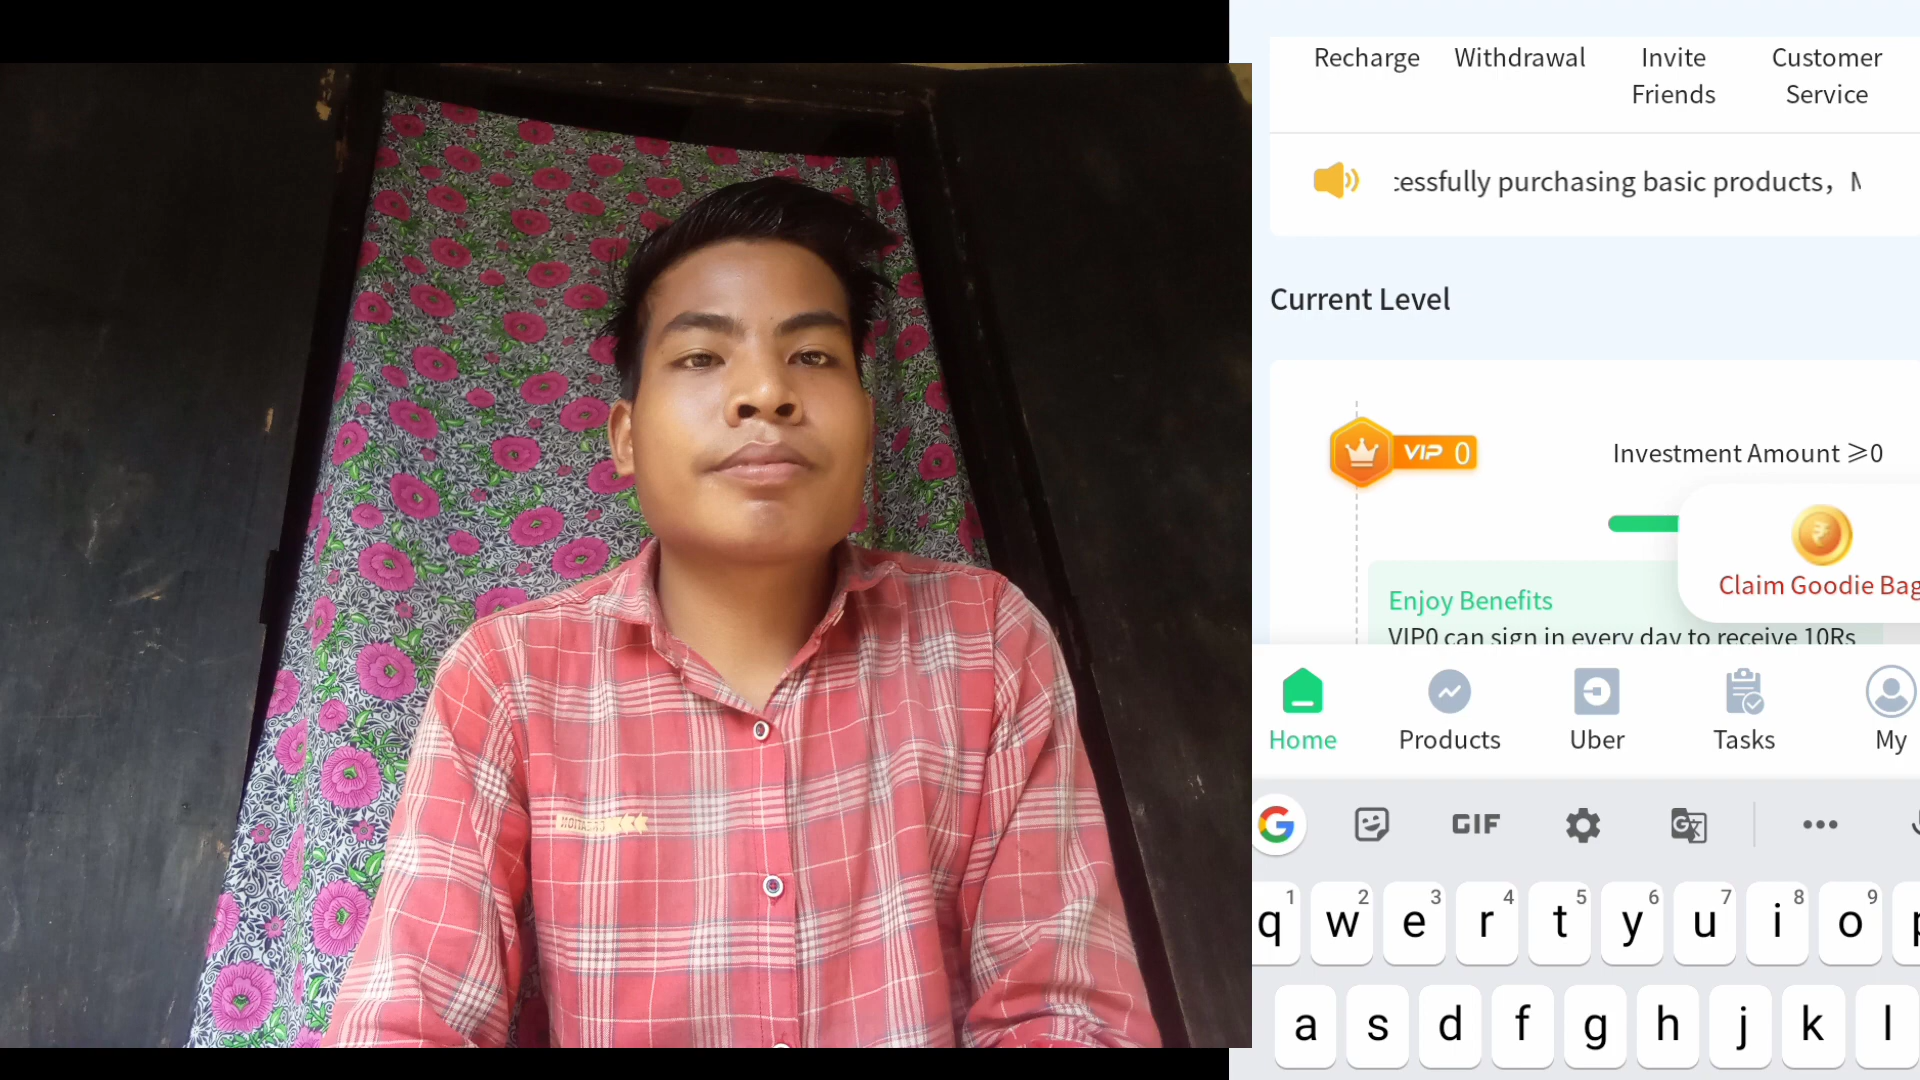 Recharge
Withdrawal
Invite
Friends
Customer
Service
purchasing basic products,
Current Level
VIP 0
Investment Amount ≥0
₹
Claim Goodie Bag
Enjoy Benefits
VIP0 can sign in every day to receive 10Rs
Home
Products
Uber
Tasks
My
G
GIF
G
1 2 3 4 5 6 7 8 9
q w e r t y u i o p
a s d f g h j k l